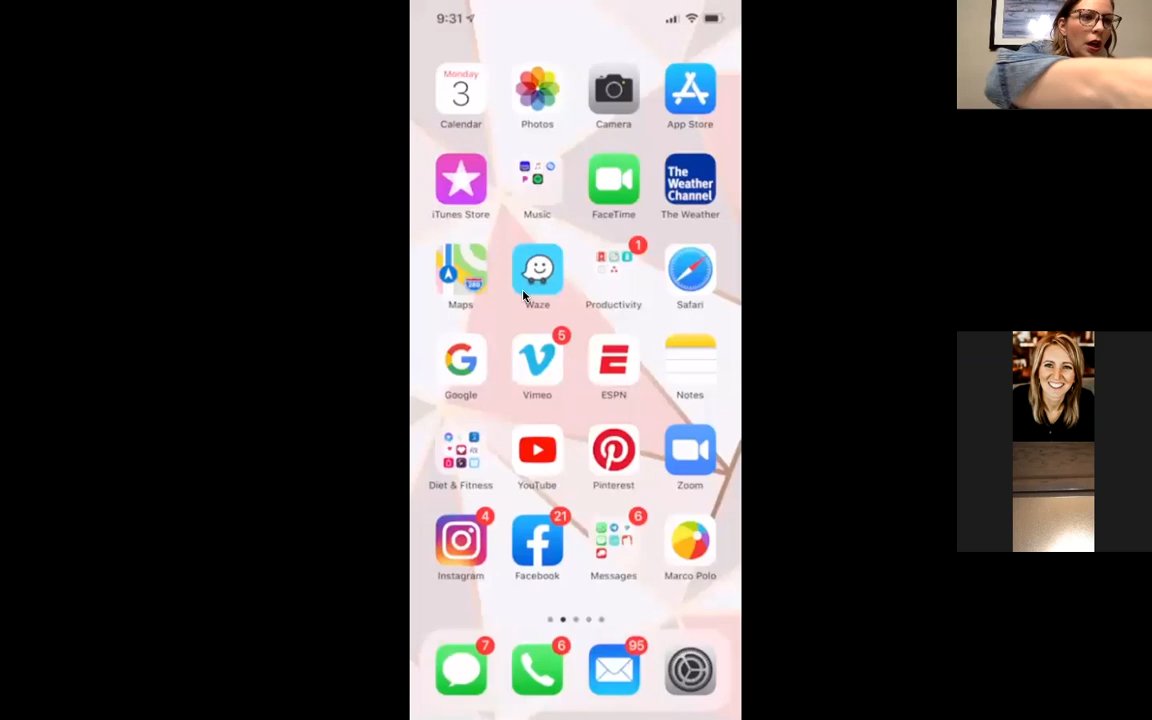 9:31
Monday
3
Calendar
Photos
Camera
App Store
The
Weather
Channel
iTunes Store
Music
FaceTime
The Weather
280
1
Maps
Waze
Productivity
Safari
5
Google
Vimeo
ESPN
Notes
Diet & Fitness
YouTube
Pinterest
Zoom
4
21
6
Instagram
Facebook
Messages
Marco Polo
7
6
95